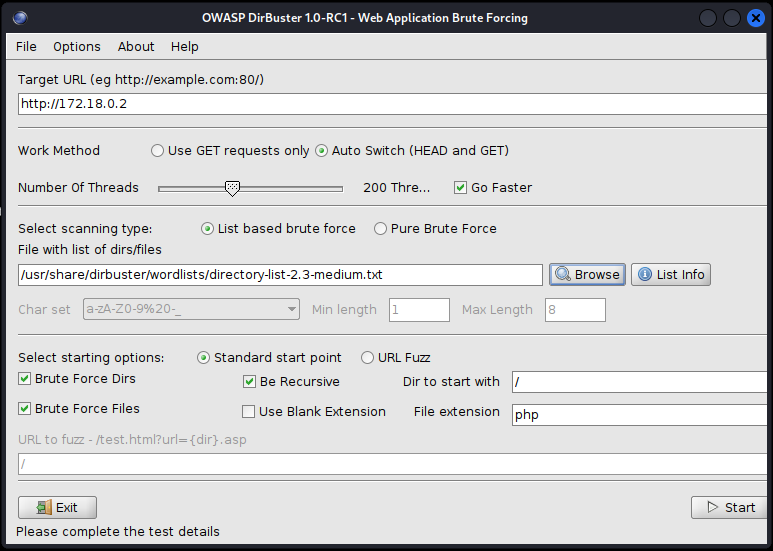 OWASP DirBuster 1.0-RC1 - Web Application Brute Forcing
File Options About Help
Target URL (eg http://example.com:80/)
http://172.18.0.2
Work Method Use GET requests only Auto Switch (HEAD and GET)
Number Of Threads 200 Thre... Go Faster
Select scanning type: List based brute force Pure Brute Force
File with list of dirs/files
/usr/share/dirbuster/wordlists/directory-list-2.3-medium.txt Browse List Info
Char set a-zA-Z0-9%20-_ Min length 1 Max Length 8
Select starting options: Standard start point URL Fuzz
Brute Force Dirs Be Recursive Dir to start with /
Brute Force Files Use Blank Extension File extension php
URL to fuzz - /test.html?url={dir}.asp
/
Exit Start
Please complete the test details